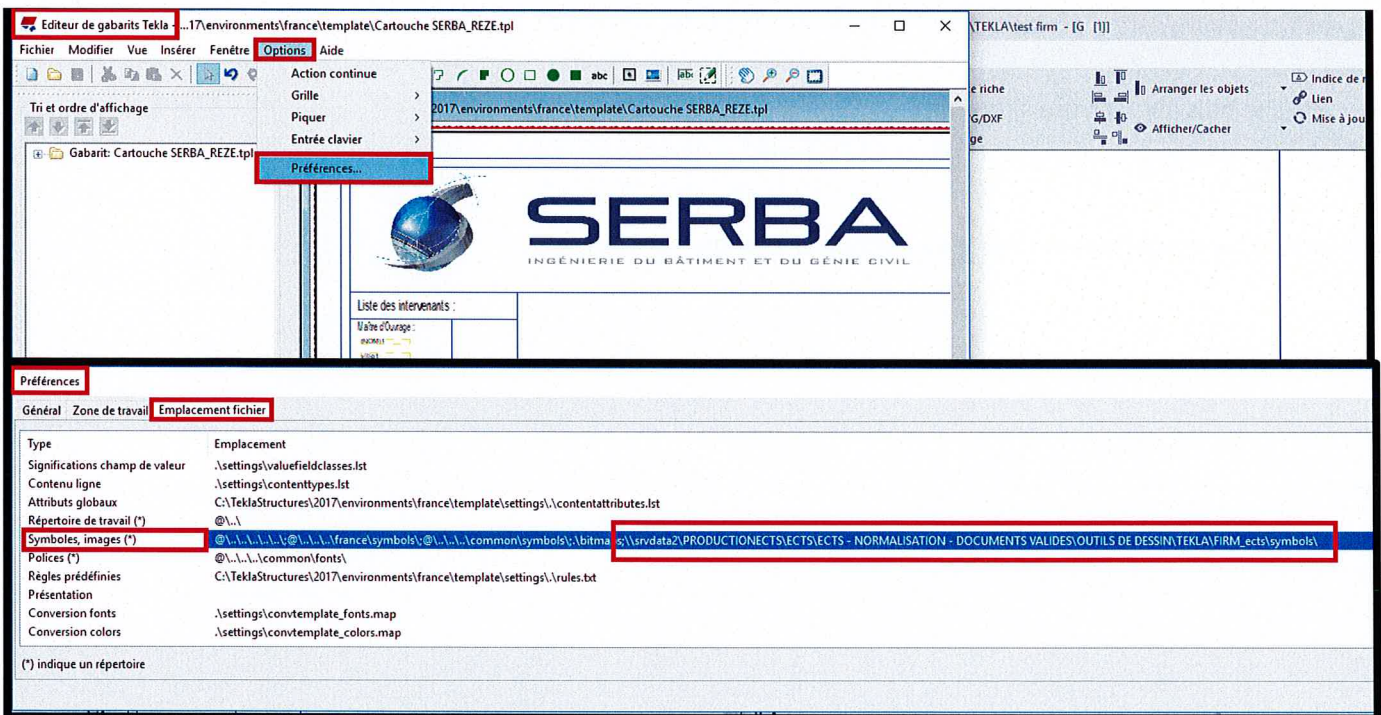 Editeur de gabarits Tekla - ...17\environments\france\template\Cartouche SERBA_REZE.tpl
\TEKLA\test firm - [G [1]]
Fichier Modifier Vue Insérer Fenêtre Options Aide
Action continue
Grille
Piquer
Entrée clavier
Préférences...
abc
Tri et ordre d'affichage
Gabarit: Cartouche SERBA_REZE.tpl
2017\environments\france\template\Cartouche SERBA_REZE.tpl
e riche
G/DXF
ge
Arranger les objets
Afficher/Cacher
Indice de r
Lien
Mise à jou
SERBA
INGÉNIERIE DU BÂTIMENT ET DU GÉNIE CIVIL
Liste des intervenants :
Maître d'Ouvrage :
Préférences
Général Zone de travail Emplacement fichier
Type Emplacement
Significations champ de valeur .\settings\valuefieldclasses.lst
Contenu ligne .\settings\contenttypes.lst
Attributs globaux C:\TeklaStructures\2017\environments\france\template\settings\.\contentattributes.lst
Répertoire de travail (*) @\..\
Symboles, images (*) @\..\..\..\..\..\;@\..\..\..\france\symbols\;@\..\..\..\common\symbols\;.\bitmaps;\\srvdata2\PRODUCTIONECTS\ECTS\ECTS - NORMALISATION - DOCUMENTS VALIDES\OUTILS DE DESSIN\TEKLA\FIRM_ects\symbols\
Polices (*) @\..\..\..\common\fonts\
Règles prédéfinies C:\TeklaStructures\2017\environments\france\template\settings\.\rules.txt
Présentation
Conversion fonts .\settings\convtemplate_fonts.map
Conversion colors .\settings\convtemplate_colors.map
(*) indique un répertoire